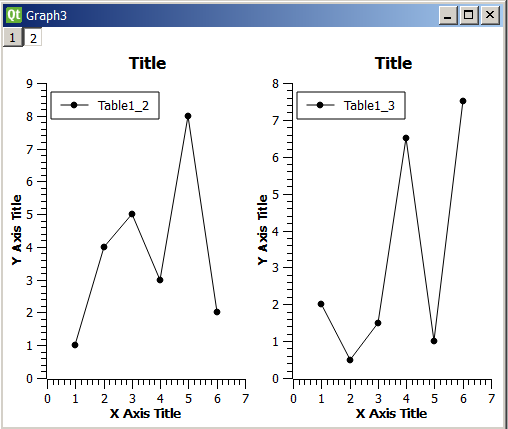 Qt Graph3
1 2
Title
Table1_2
9
8
7
6
5
4
3
2
1
0
Y Axis Title
0 1 2 3 4 5 6 7
X Axis Title
Title
Table1_3
8
7
6
5
4
3
2
1
0
Y Axis Title
0 1 2 3 4 5 6 7
X Axis Title